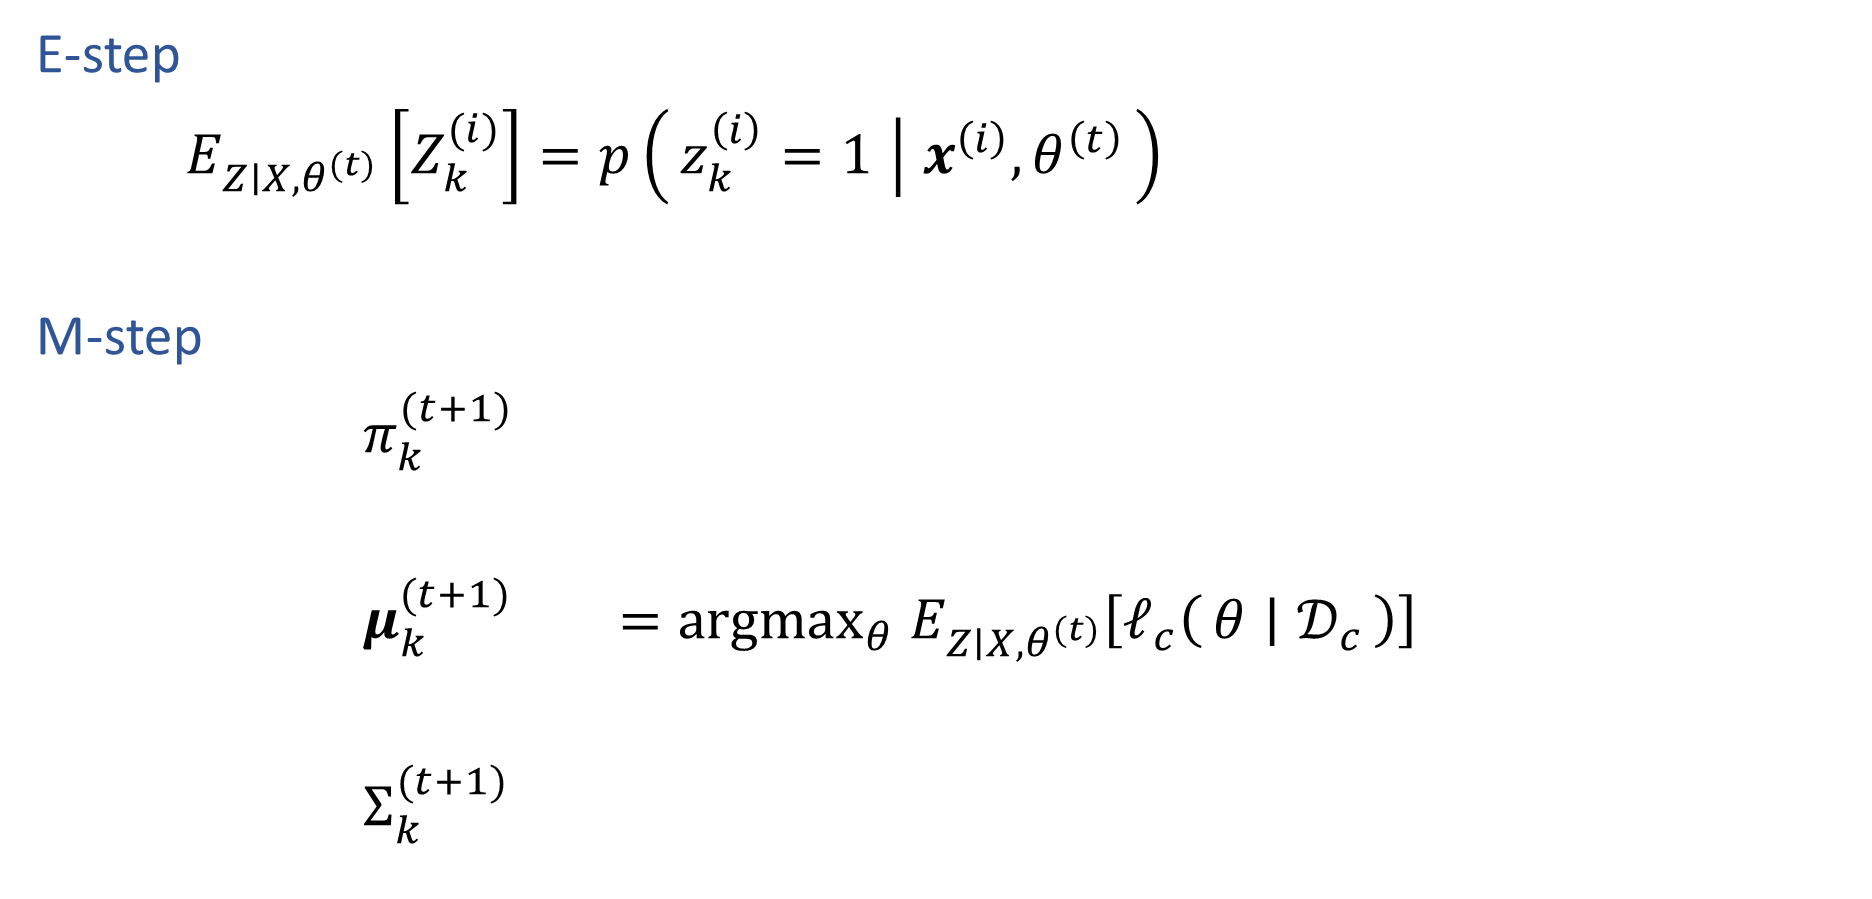 E-step
E_{Z|X,θ^{(t)}} [Z_k^{(i)}] = p ( z_k^{(i)} = 1 | 𝒙^{(i)}, θ^{(t)} )
M-step
π_k^{(t+1)}
𝝁_k^{(t+1)} = argmax_θ E_{Z|X,θ^{(t)}}[ℓ_c( θ | 𝒟_c )]
Σ_k^{(t+1)}